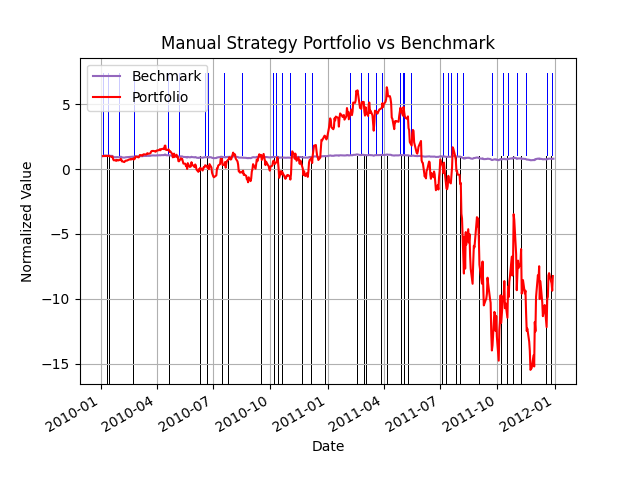 Manual Strategy Portfolio vs Benchmark
Bechmark
Portfolio
Normalized Value
5
0
−5
−10
−15
2010-01
2010-04
2010-07
2010-10
2011-01
2011-04
2011-07
2011-10
2012-01
Date